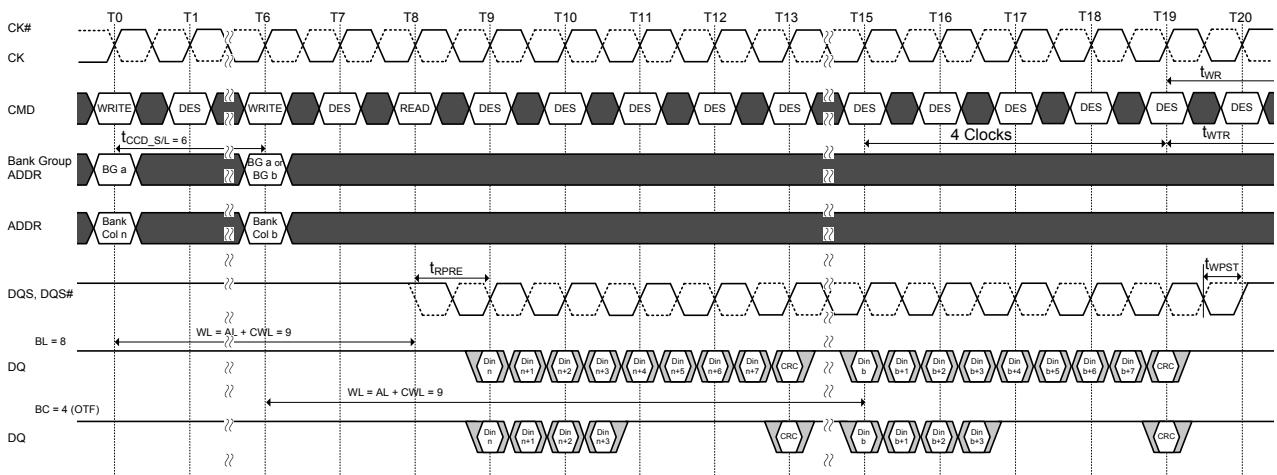 T0 T1 T6 T7 T8 T9 T10 T11 T12 T13 T15 T16 T17 T18 T19 T20
CK#
CK
tWR
CMD WRITE DES WRITE DES READ DES DES DES DES DES DES DES DES DES DES DES
tCCD_S/L = 6
4 Clocks
tWTR
Bank Group
ADDR
BG a
BG a or
BG b
ADDR
Bank
Col n
Bank
Col b
tRPRE
tWPST
DQS, DQS#
WL = AL + CWL = 9
BL = 8
DQ
Din
n
Din
n+1
Din
n+2
Din
n+3
Din
n+4
Din
n+5
Din
n+6
Din
n+7
CRC
Din
b
Din
b+1
Din
b+2
Din
b+3
Din
b+4
Din
b+5
Din
b+6
Din
b+7
CRC
WL = AL + CWL = 9
BC = 4 (OTF)
DQ
Din
n
Din
n+1
Din
n+2
Din
n+3
CRC
Din
b
Din
b+1
Din
b+2
Din
b+3
CRC